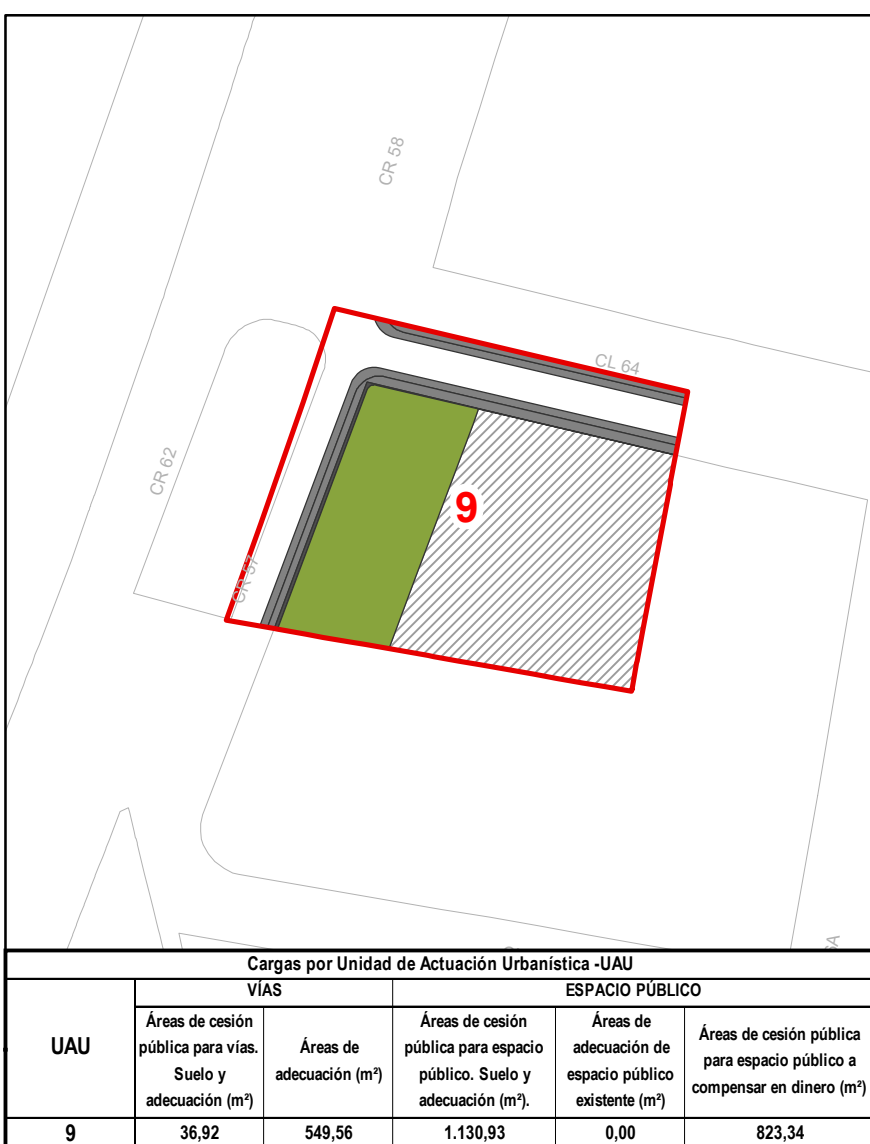 CR 58
CL 64
CR 62
9
CR 57
Cargas por Unidad de Actuación Urbanística -UAU
VÍAS
ESPACIO PÚBLICO
UAU
Áreas de cesión
pública para vías.
Suelo y
adecuación (m²)
Áreas de
adecuación (m²)
Áreas de cesión
pública para espacio
público. Suelo y
adecuación (m²).
Áreas de
adecuación de
espacio público
existente (m²)
Áreas de cesión pública
para espacio público a
compensar en dinero (m²)
9
36,92
549,56
1.130,93
0,00
823,34